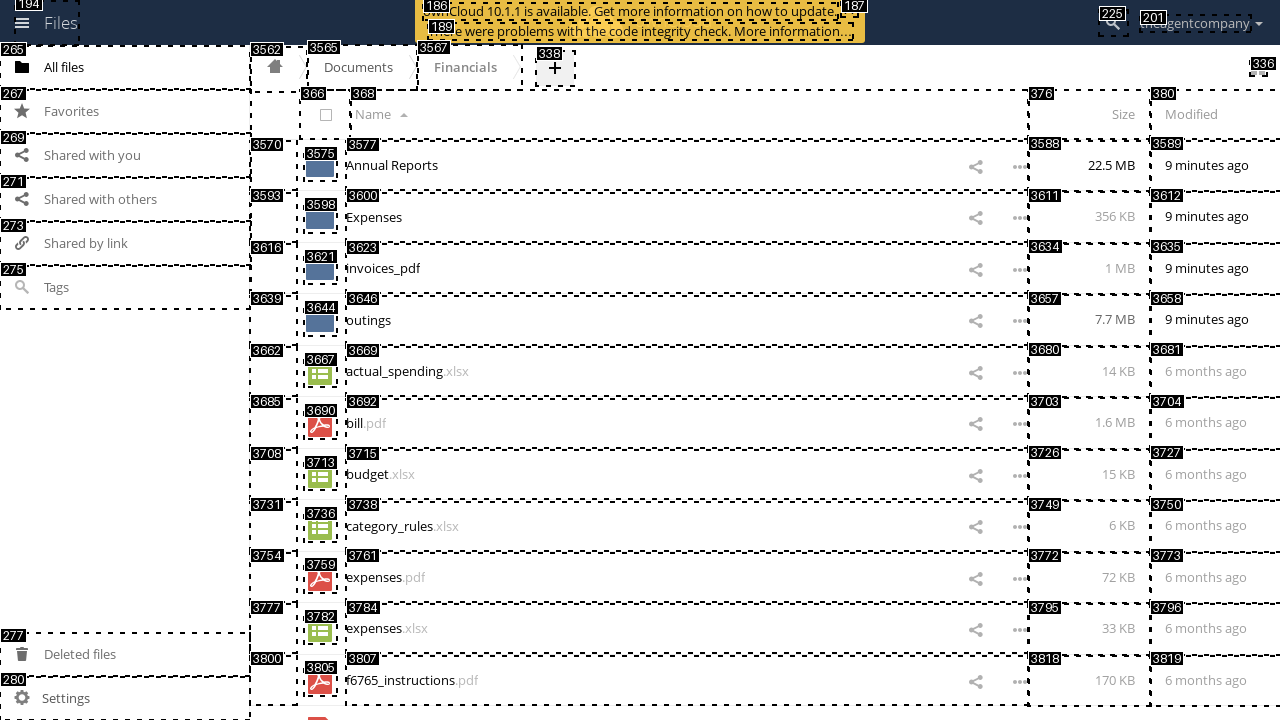 194
Files
186
ownCloud 10.1.1 is available. Get more information on how to update.
187
189
There were problems with the code integrity check. More information…
225
201
theagentcompany
265
All files
267
Favorites
269
Shared with you
271
Shared with others
273
Shared by link
275
Tags
277
Deleted files
280
Settings
3562
3565
Documents
3567
Financials
338
+
336
366
368
Name
376
Size
380
Modified
3570
3575
3577
Annual Reports
3588
22.5 MB
3589
9 minutes ago
3593
3598
3600
Expenses
3611
356 KB
3612
9 minutes ago
3616
3621
3623
invoices_pdf
3634
1 MB
3635
9 minutes ago
3639
3644
3646
outings
3657
7.7 MB
3658
9 minutes ago
3662
3667
3669
actual_spending.xlsx
3680
14 KB
3681
6 months ago
3685
3690
3692
bill.pdf
3703
1.6 MB
3704
6 months ago
3708
3713
3715
budget.xlsx
3726
15 KB
3727
6 months ago
3731
3736
3738
category_rules.xlsx
3749
6 KB
3750
6 months ago
3754
3759
3761
expenses.pdf
3772
72 KB
3773
6 months ago
3777
3782
3784
expenses.xlsx
3795
33 KB
3796
6 months ago
3800
3805
3807
f6765_instructions.pdf
3818
170 KB
3819
6 months ago